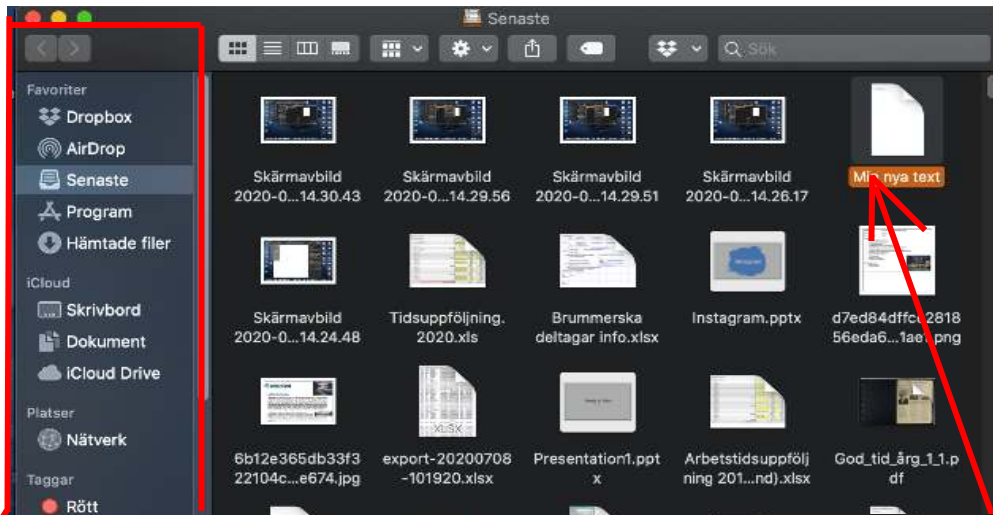 Senaste
Sök
Favoriter
Dropbox
AirDrop
Senaste
Program
Hämtade filer
iCloud
Skrivbord
Dokument
iCloud Drive
Platser
Nätverk
Taggar
Rött
Skärmavbild
2020-0...14.30.43
Skärmavbild
2020-0...14.29.56
Skärmavbild
2020-0...14.29.51
Skärmavbild
2020-0...14.26.17
Min nya text
Skärmavbild
2020-0...14.24.48
Tidsuppföljning.
2020.xls
Brummerska
deltagar info.xlsx
Instagram.pptx
56eda6...1ae1.png
6b12e365db33f3
22104c...e674.jpg
XLSX
export-20200708
-101920.xlsx
Presentation1.ppt
x
Arbetstidsuppfölj
ning 201...nd).xlsx
God_tid_årg_1_1.p
df